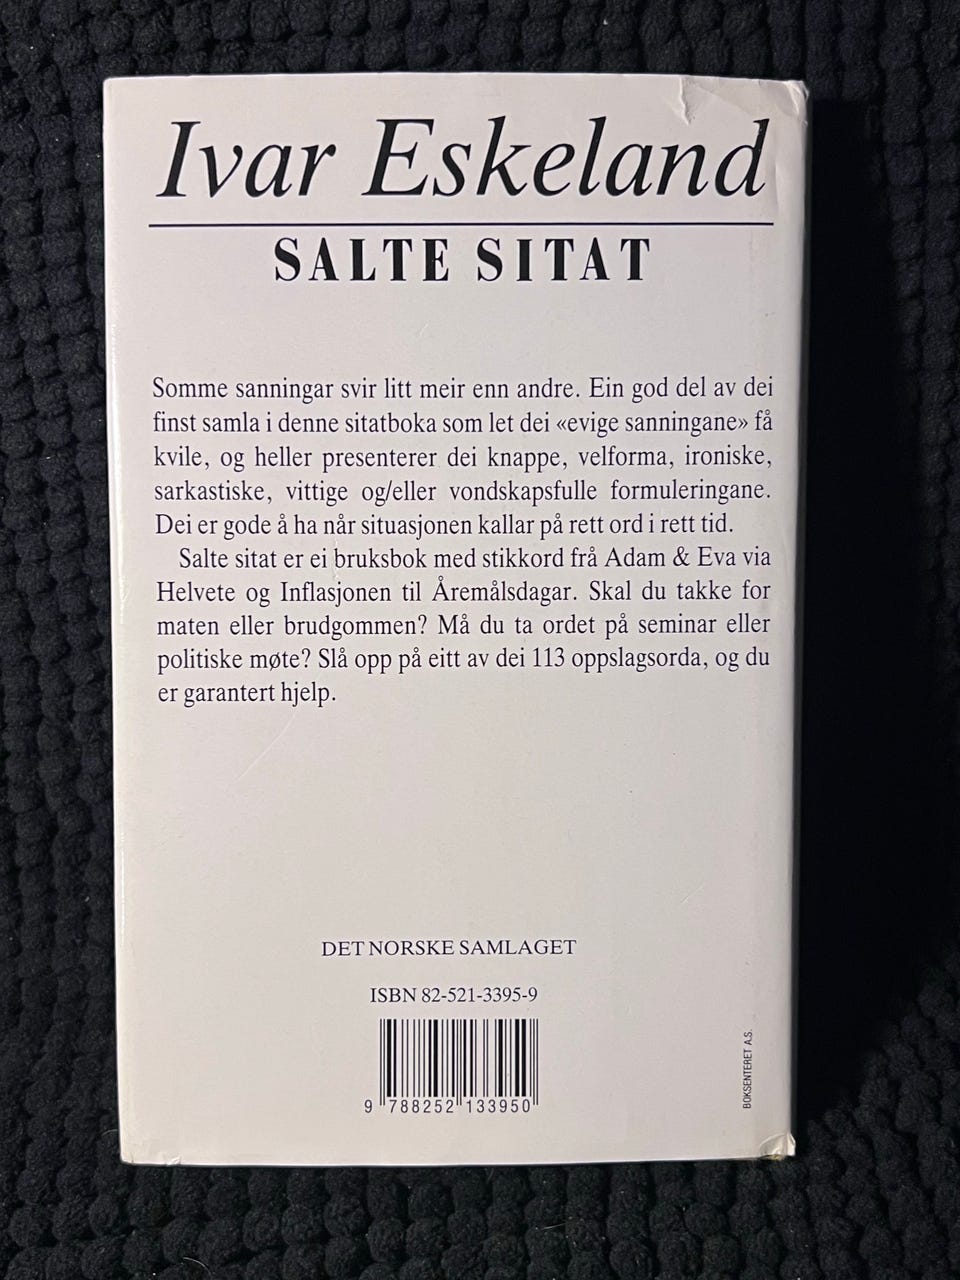 Ivar Eskeland
SALTE SITAT
Somme sanningar svir litt meir enn andre. Ein god del av dei
finst samla i denne sitatboka som let dei «evige sanningane» få
kvile, og heller presenterer dei knappe, velforma, ironiske,
sarkastiske, vittige og/eller vondskapsfulle formuleringane.
Dei er gode å ha når situasjonen kallar på rett ord i rett tid.
Salte sitat er ei bruksbok med stikkord frå Adam & Eva via
Helvete og Inflasjonen til Åremålsdagar. Skal du takke for
maten eller brudgommen? Må du ta ordet på seminar eller
politiske møte? Slå opp på eitt av dei 113 oppslagsorda, og du
er garantert hjelp.
DET NORSKE SAMLAGET
ISBN 82-521-3395-9
9 788252 133950
BOKSENTERET A.S.